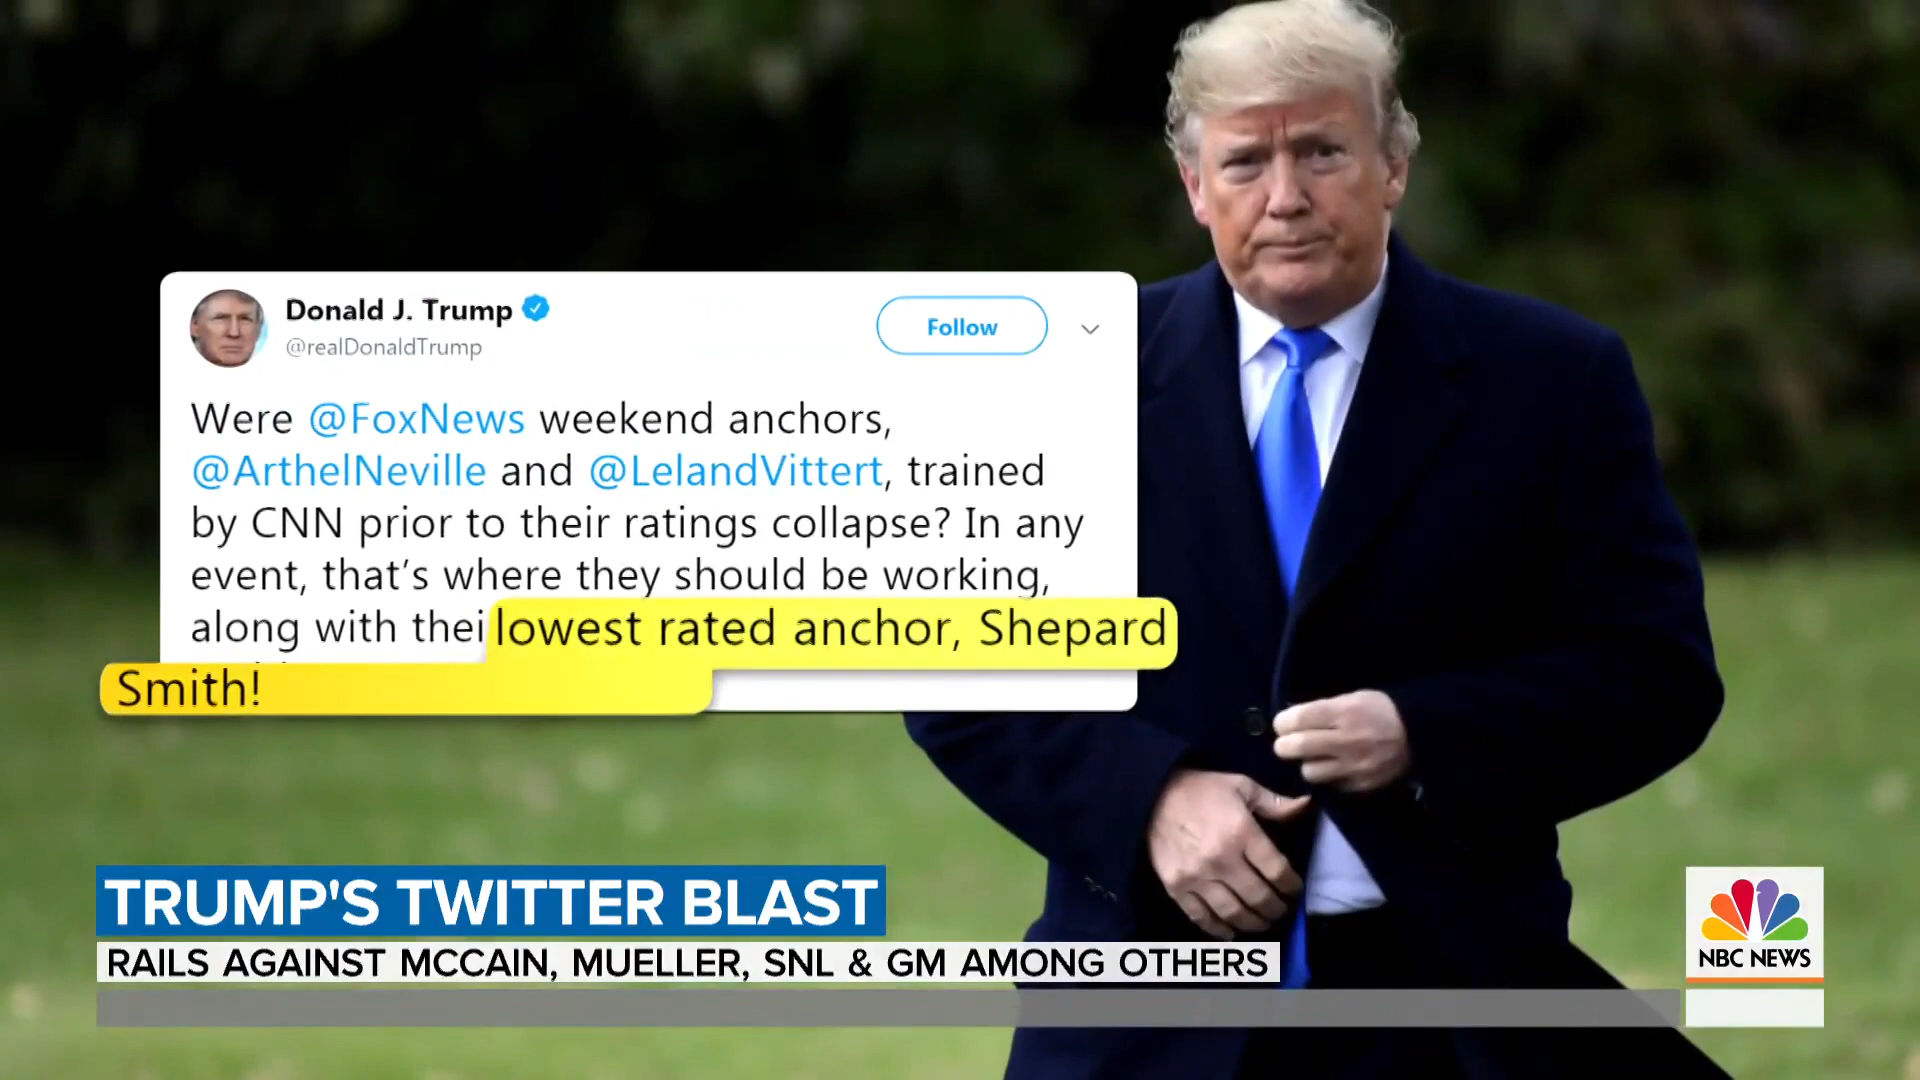 Donald J. Trump
@realDonaldTrump
Follow
Were @FoxNews weekend anchors,
@ArthelNeville and @LelandVittert, trained
by CNN prior to their ratings collapse? In any
event, that's where they should be working,
along with thei lowest rated anchor, Shepard
Smith!
TRUMP'S TWITTER BLAST
RAILS AGAINST MCCAIN, MUELLER, SNL & GM AMONG OTHERS
NBC NEWS